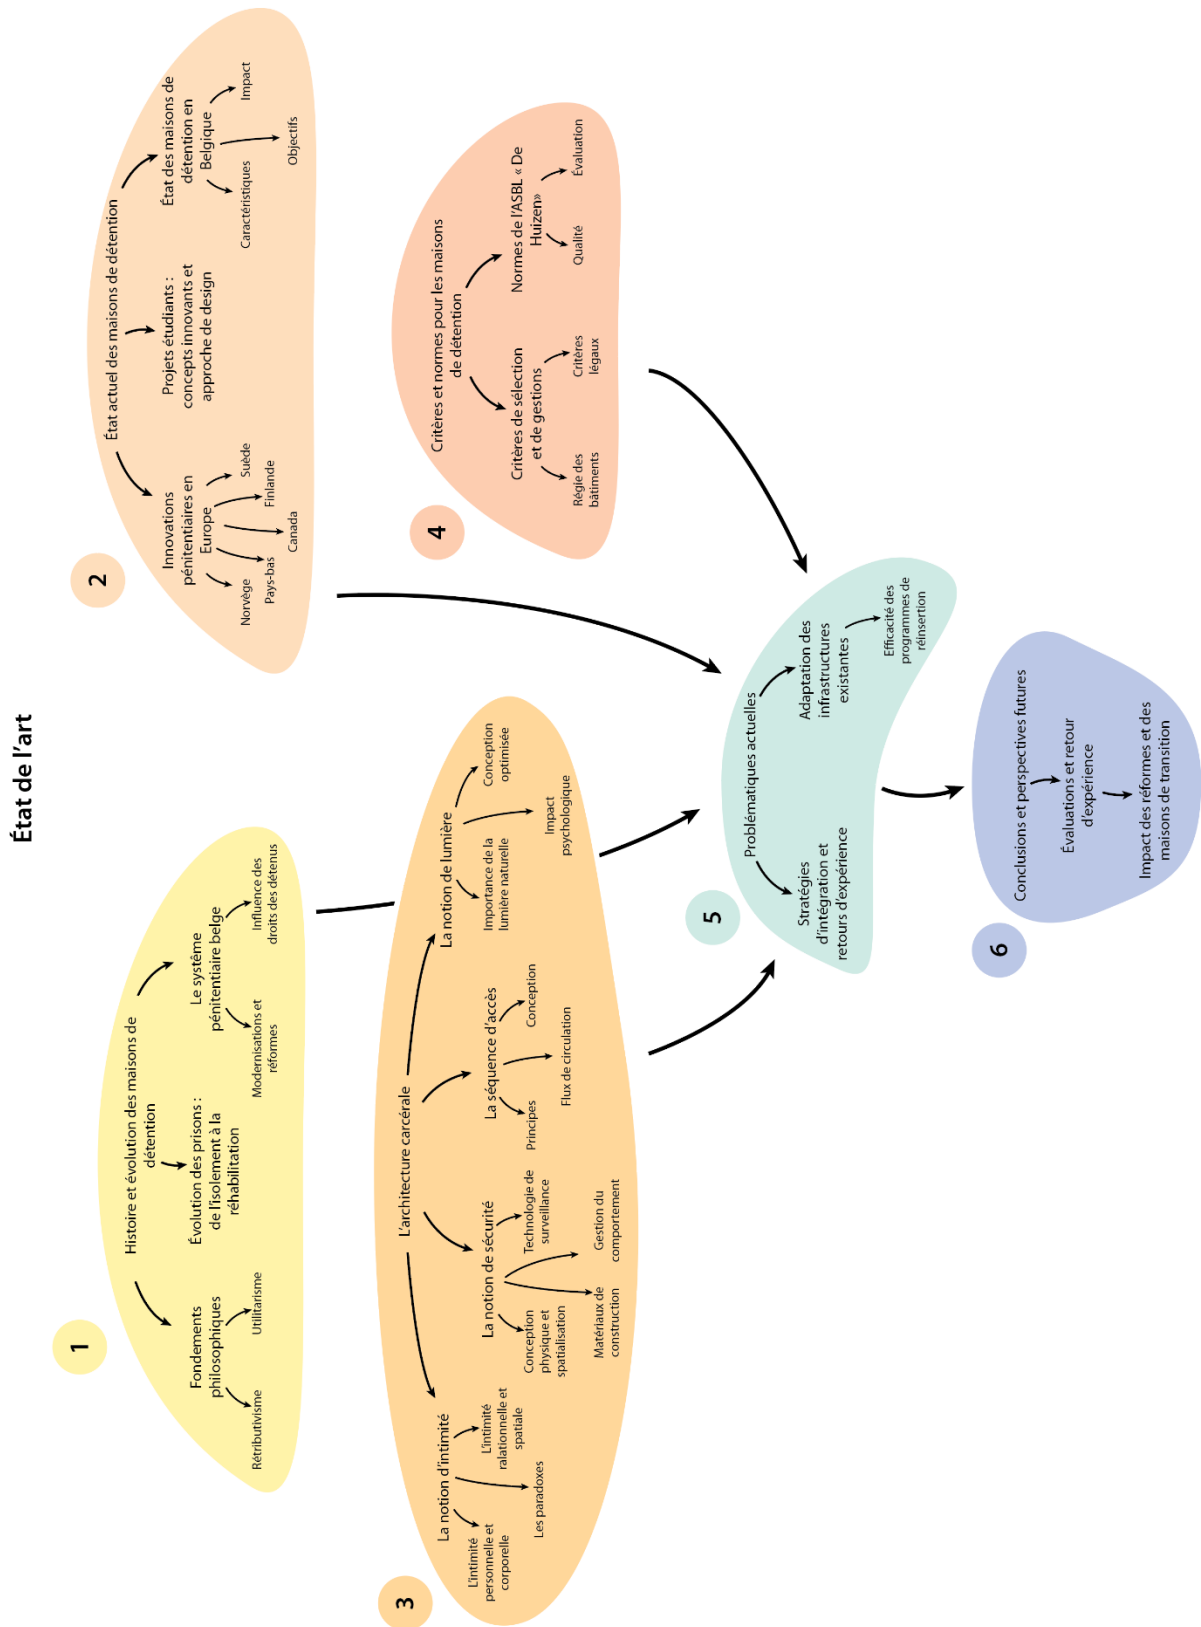 État de l'art
1
Histoire et évolution des maisons de
détention
Fondements
philosophiques
Rétributivisme
Utilitarisme
Évolution des prisons :
de l'isolement à la
réhabilitation
Le système
pénitentiaire belge
Modernisations et
réformes
Influence des
droits des détenus
2
État actuel des maisons de détention
Innovations
pénitentiaires en
Europe
Norvège
Pays-bas
Canada
Finlande
Suède
Projets étudiants :
concepts innovants et
approche de design
État des maisons de
détention en
Belgique
Caractéristiques
Objectifs
Impact
3
L'architecture carcérale
La notion d'intimité
L'intimité
personnelle et
corporelle
Les paradoxes
L'intimité
ralationnelle et
spatiale
La notion de sécurité
Conception
physique et
spatialisation
Matériaux de
construction
Gestion du
comportement
Technologie de
surveillance
La séquence d'accès
Principes
Flux de circulation
Conception
La notion de lumière
Importance de la
lumière naturelle
Impact
psychologique
Conception
optimisée
4
Critères et normes pour les maisons
de détention
Critères de sélection
et de gestions
Régie des
bâtiments
Critères
légaux
Normes de l'ASBL « De
Huizen»
Qualité
Évaluation
5
Problématiques actuelles
Stratégies
d'intégration et
retours d'expérience
Adaptation des
infrastructures
existantes
Efficacité des
programmes de
réinsertion
6
Conclusions et perspectives futures
Évaluations et retour
d'expérience
Impact des réformes et des
maisons de transition